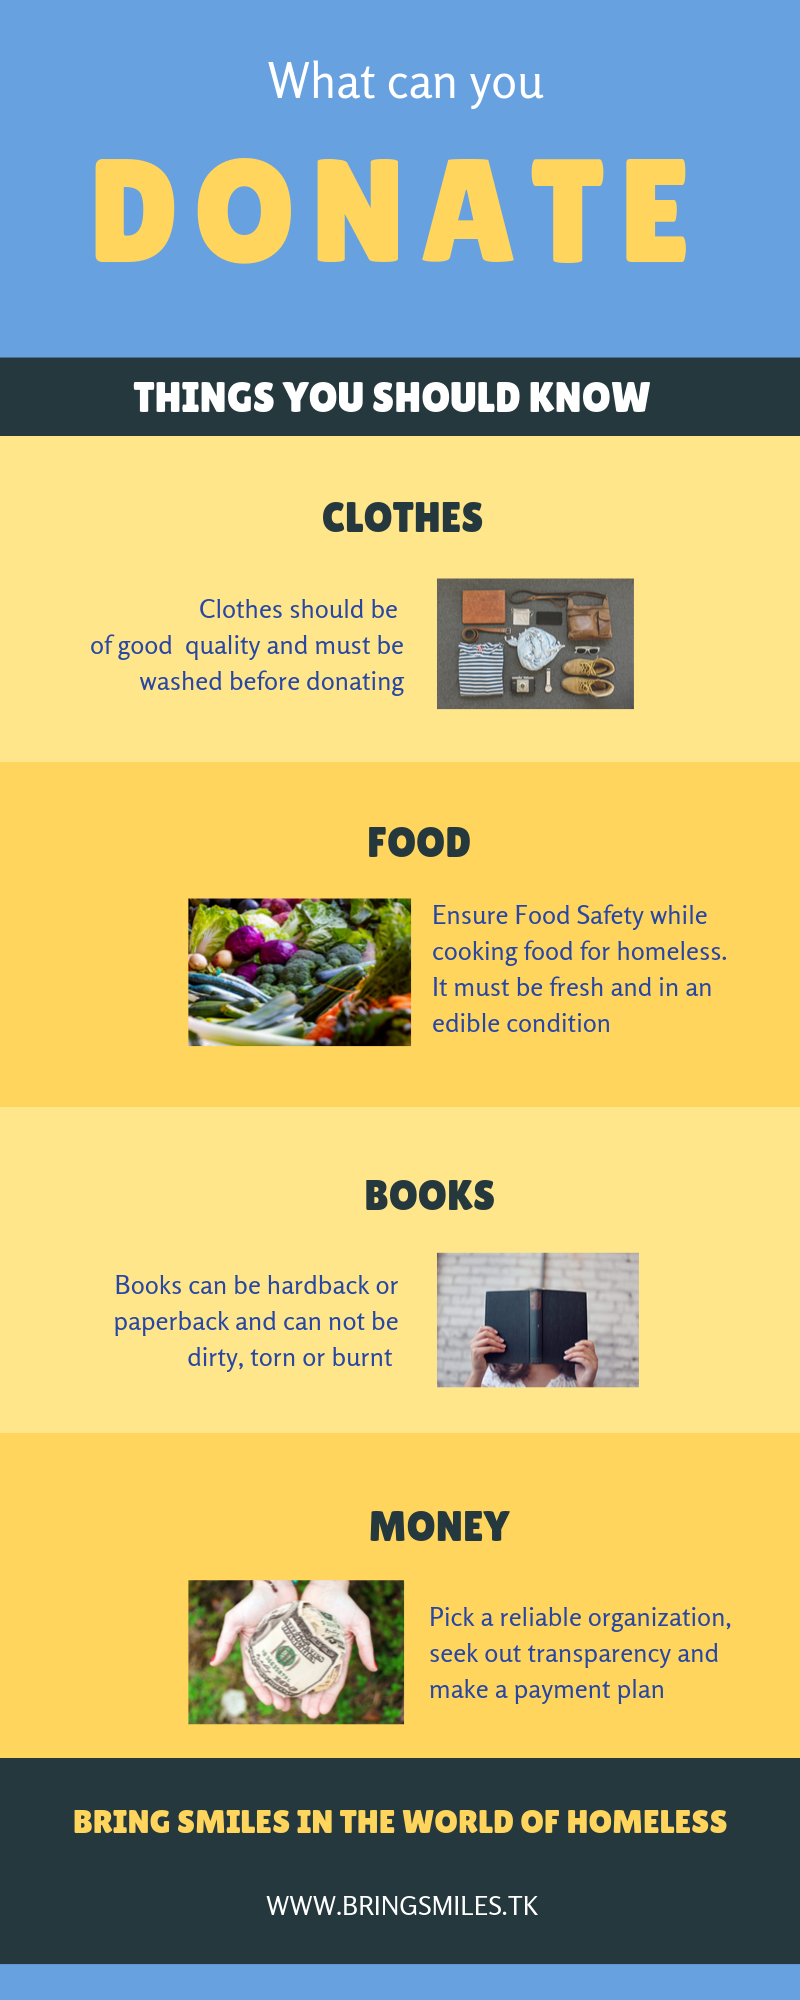 What can you
DONATE
THINGS YOU SHOULD KNOW
CLOTHES
Clothes should be
of good quality and must be
washed before donating
FOOD
Ensure Food Safety while
cooking food for homeless.
It must be fresh and in an
edible condition
BOOKS
Books can be hardback or
paperback and can not be
dirty, torn or burnt
MONEY
Pick a reliable organization,
seek out transparency and
make a payment plan
BRING SMILES IN THE WORLD OF HOMELESS
WWW.BRINGSMILES.TK